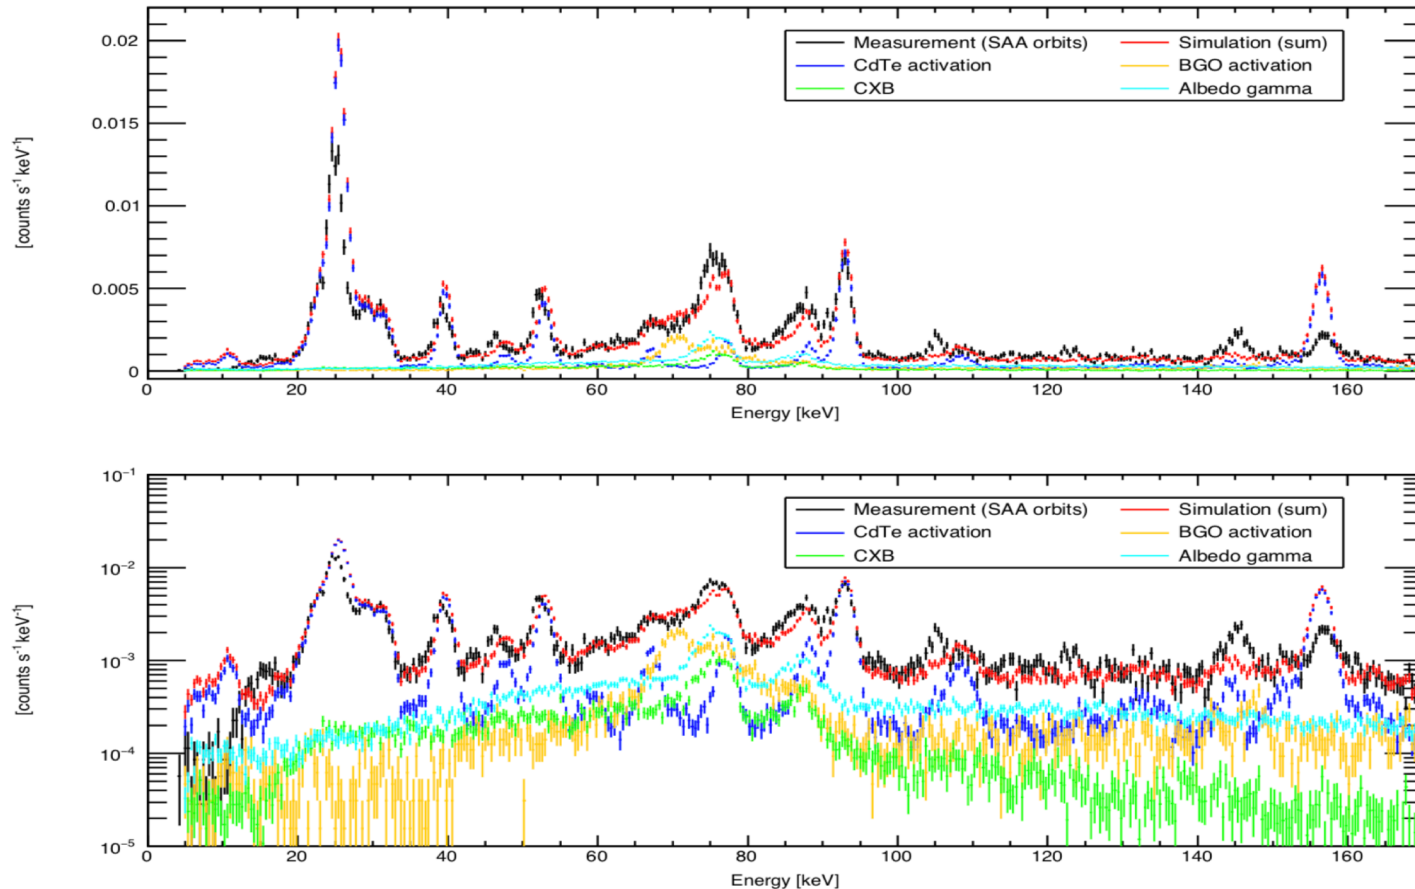 0.02
0.015
0.01
0.005
0
[counts s⁻¹ keV⁻¹]
Measurement (SAA orbits) Simulation (sum)
CdTe activation BGO activation
CXB Albedo gamma
0 20 40 60 80 100 120 140 160
Energy [keV]
10⁻¹
10⁻²
10⁻³
10⁻⁴
10⁻⁵
[counts s⁻¹ keV⁻¹]
Measurement (SAA orbits) Simulation (sum)
CdTe activation BGO activation
CXB Albedo gamma
0 20 40 60 80 100 120 140 160
Energy [keV]